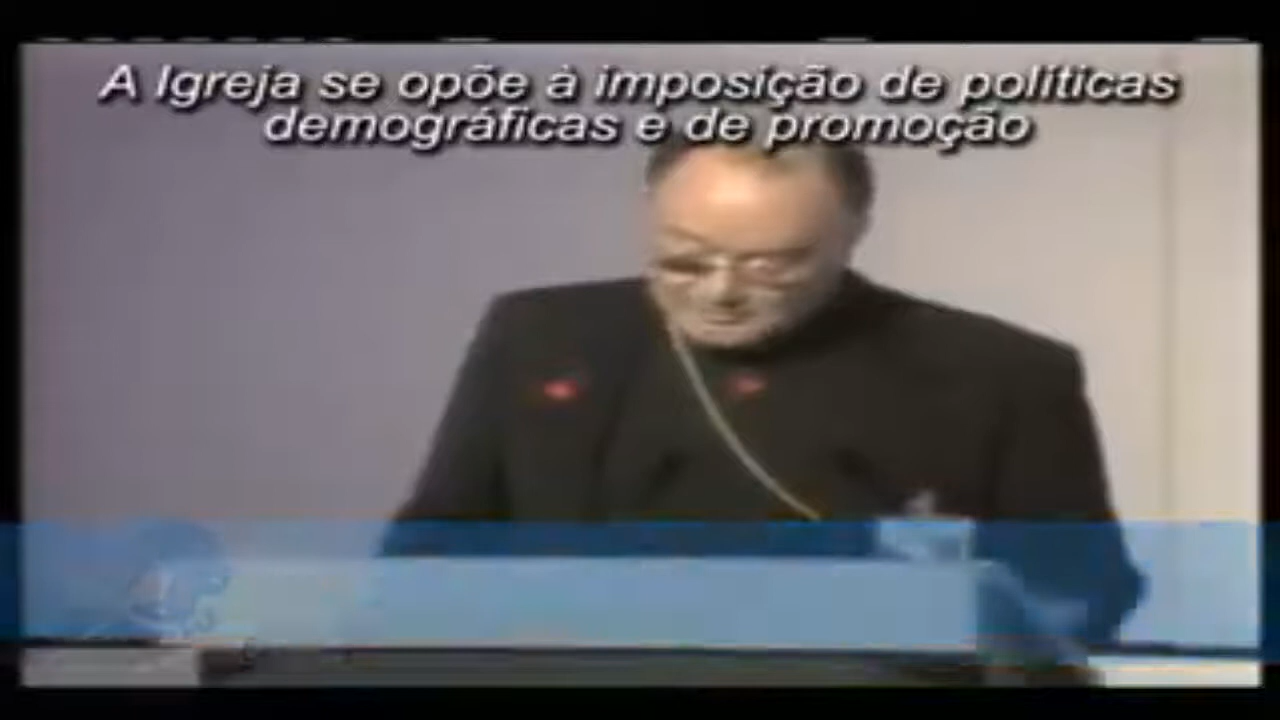 A Igreja se opõe à imposição de políticas
demográficas e de promoção